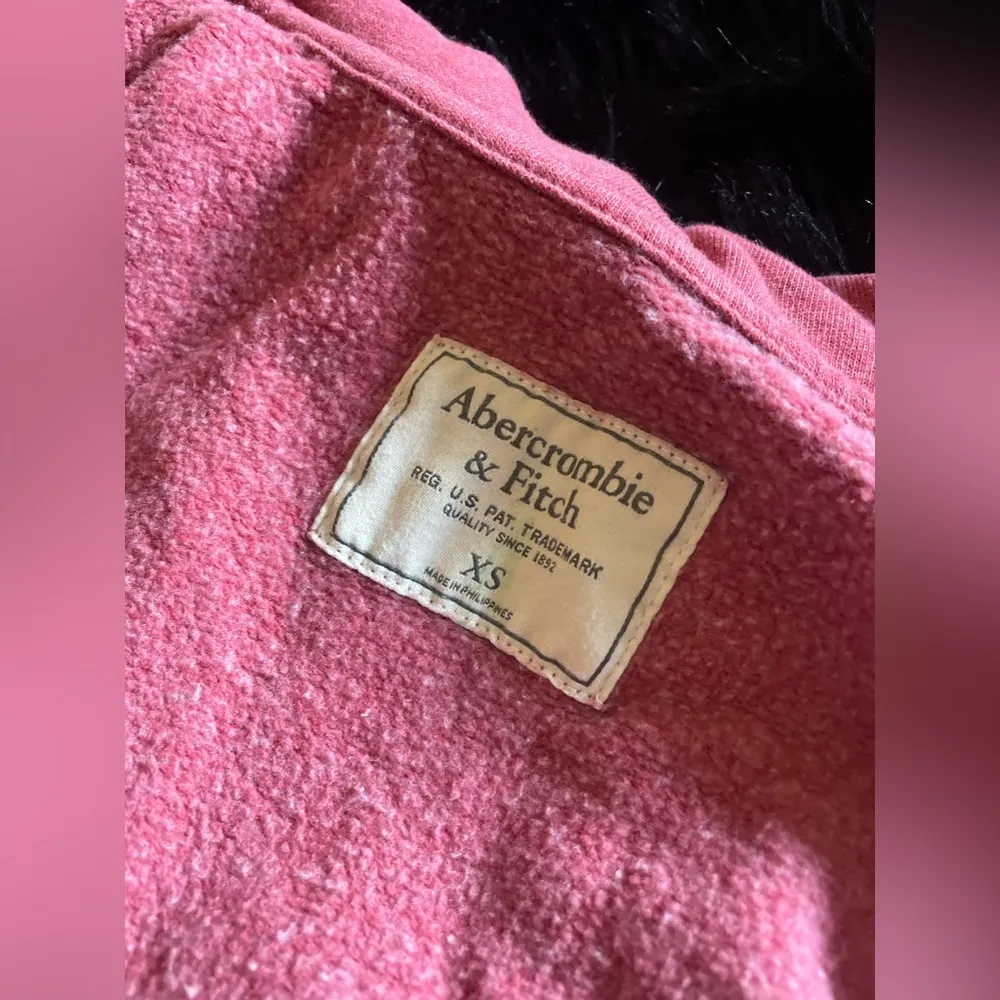 Abercrombie
& Fitch
REG. U.S. PAT. TRADEMARK
QUALITY SINCE 1892
XS
MADE IN PHILIPPINES